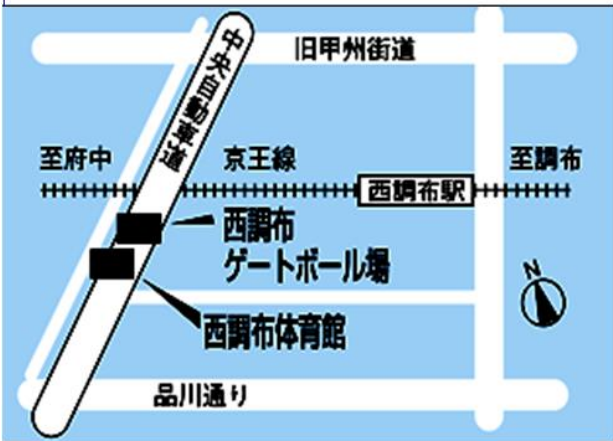 旧甲州街道
中央自動車道
至府中
京王線
至調布
西調布駅
西調布
ゲートボール場
N
西調布体育館
品川通り